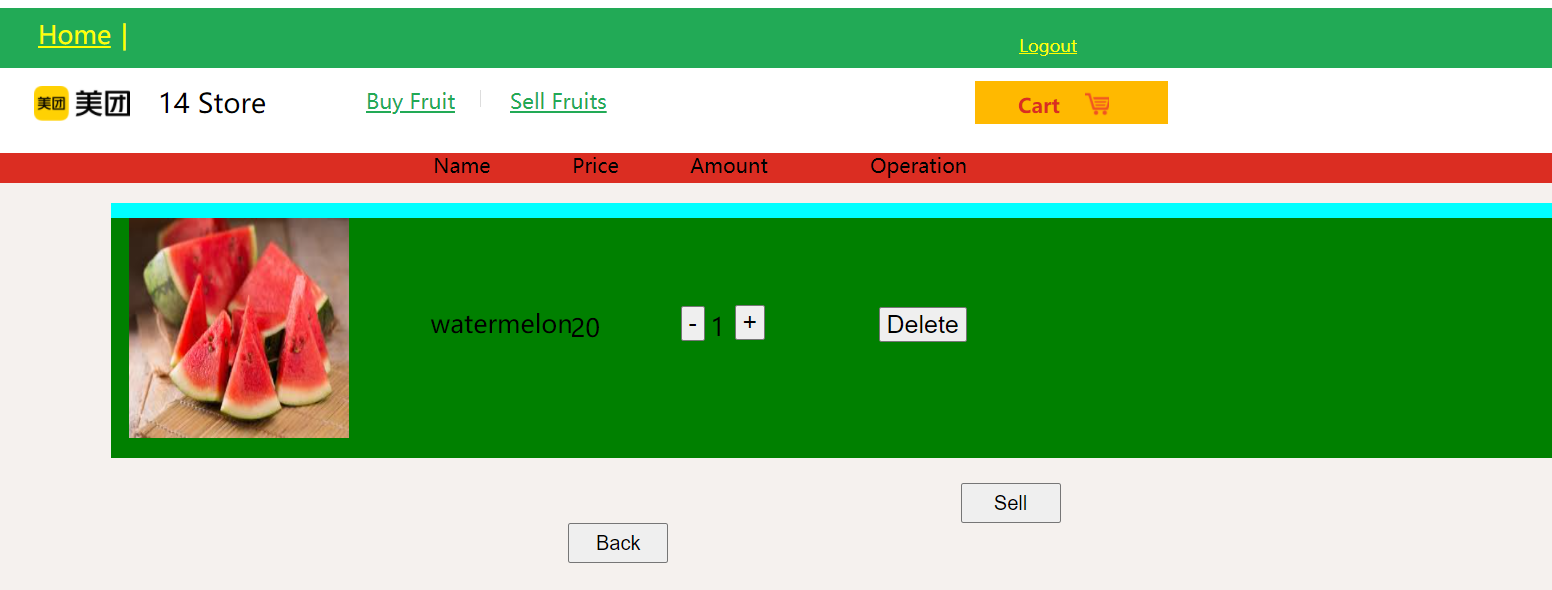 Home |
Logout
美团 美团 14 Store Buy Fruit Sell Fruits Cart
Name Price Amount Operation
watermelon20 - 1 + Delete
Sell
Back